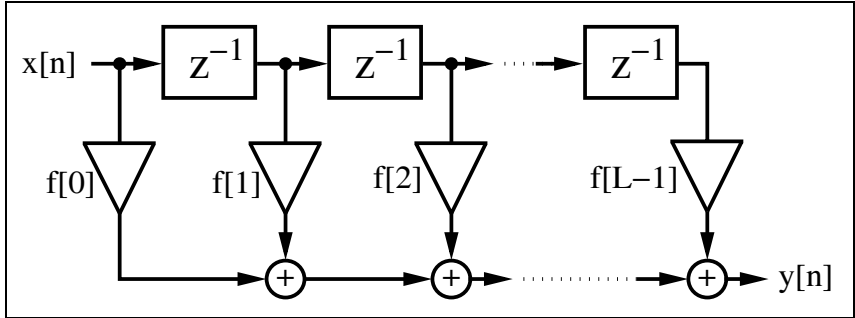 x[n] z⁻¹ z⁻¹ z⁻¹
f[0] f[1] f[2] f[L−1]
+ + + y[n]